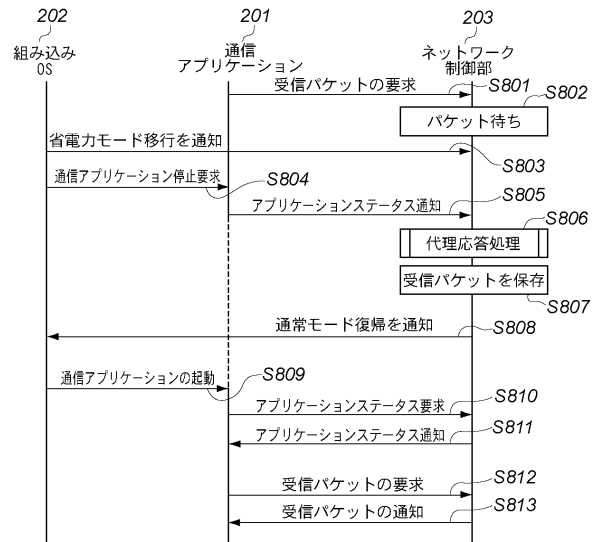 202
201
203
組み込み
OS
通信
アプリケーション
ネットワーク
制御部
受信パケットの要求
S801
S802
パケット待ち
省電力モード移行を通知
S803
通信アプリケーション停止要求
S804
アプリケーションステータス通知
S805
S806
代理応答処理
受信パケットを保存
S807
通常モード復帰を通知
S808
通信アプリケーションの起動
S809
アプリケーションステータス要求
S810
アプリケーションステータス通知
S811
受信パケットの要求
S812
受信パケットの通知
S813